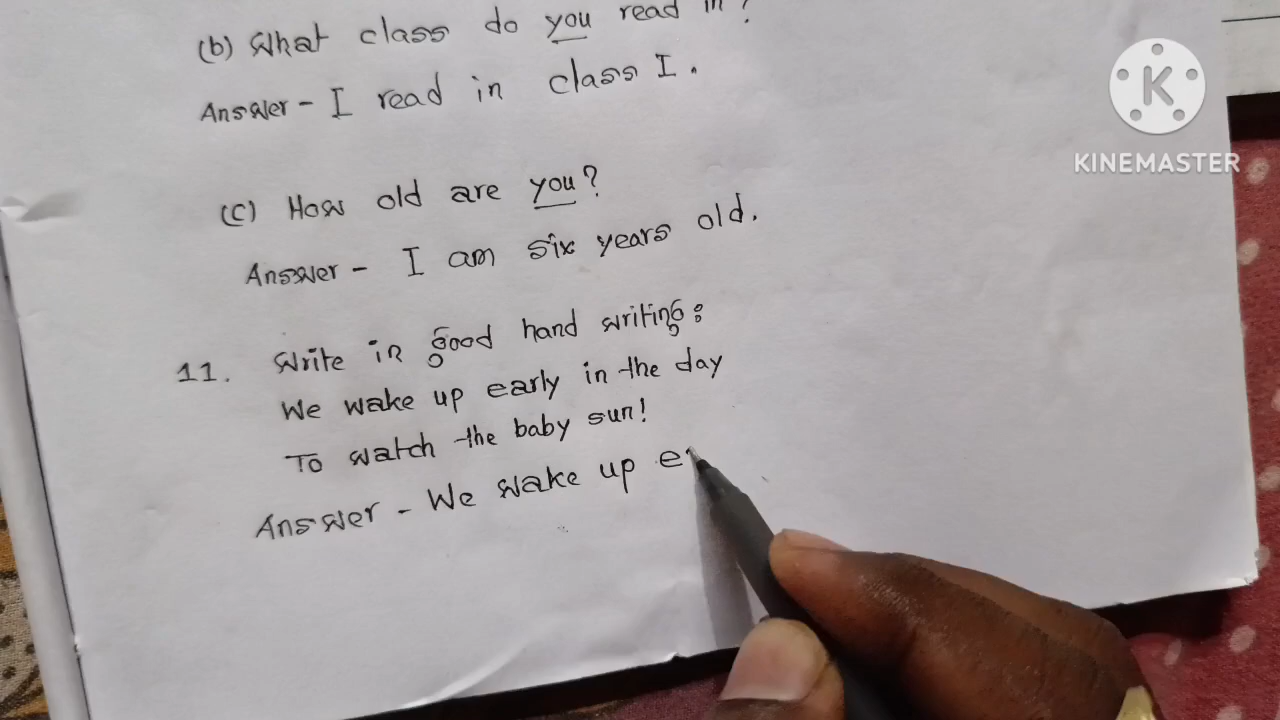 (b) What class do you read in?
Answer - I read in class I.
(C) How old are you?
Answer - I am six years old.
11. Write in good hand writing:
We wake up early in the day
To watch the baby sun!
Answer - We wake up e
KINEMASTER